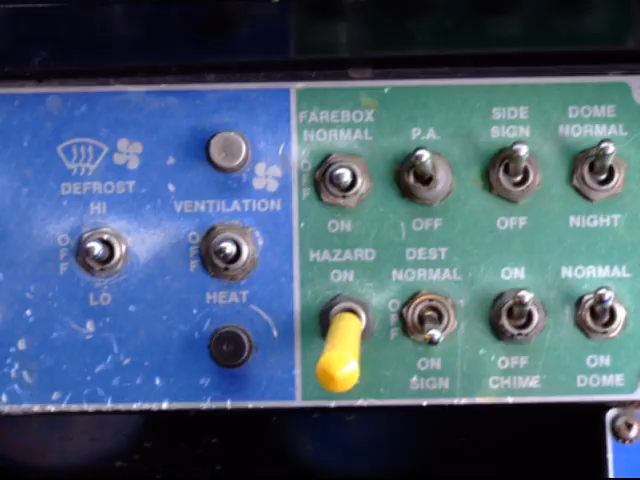 DEFROST
HI
OFF
LO
VENTILATION
OFF
HEAT
FAREBOX
NORMAL
OFF
ON
P.A.
OFF
SIDE
SIGN
OFF
DOME
NORMAL
NIGHT
HAZARD
ON
DEST
NORMAL
OFF
ON
SIGN
ON
OFF
CHIME
NORMAL
ON
DOME